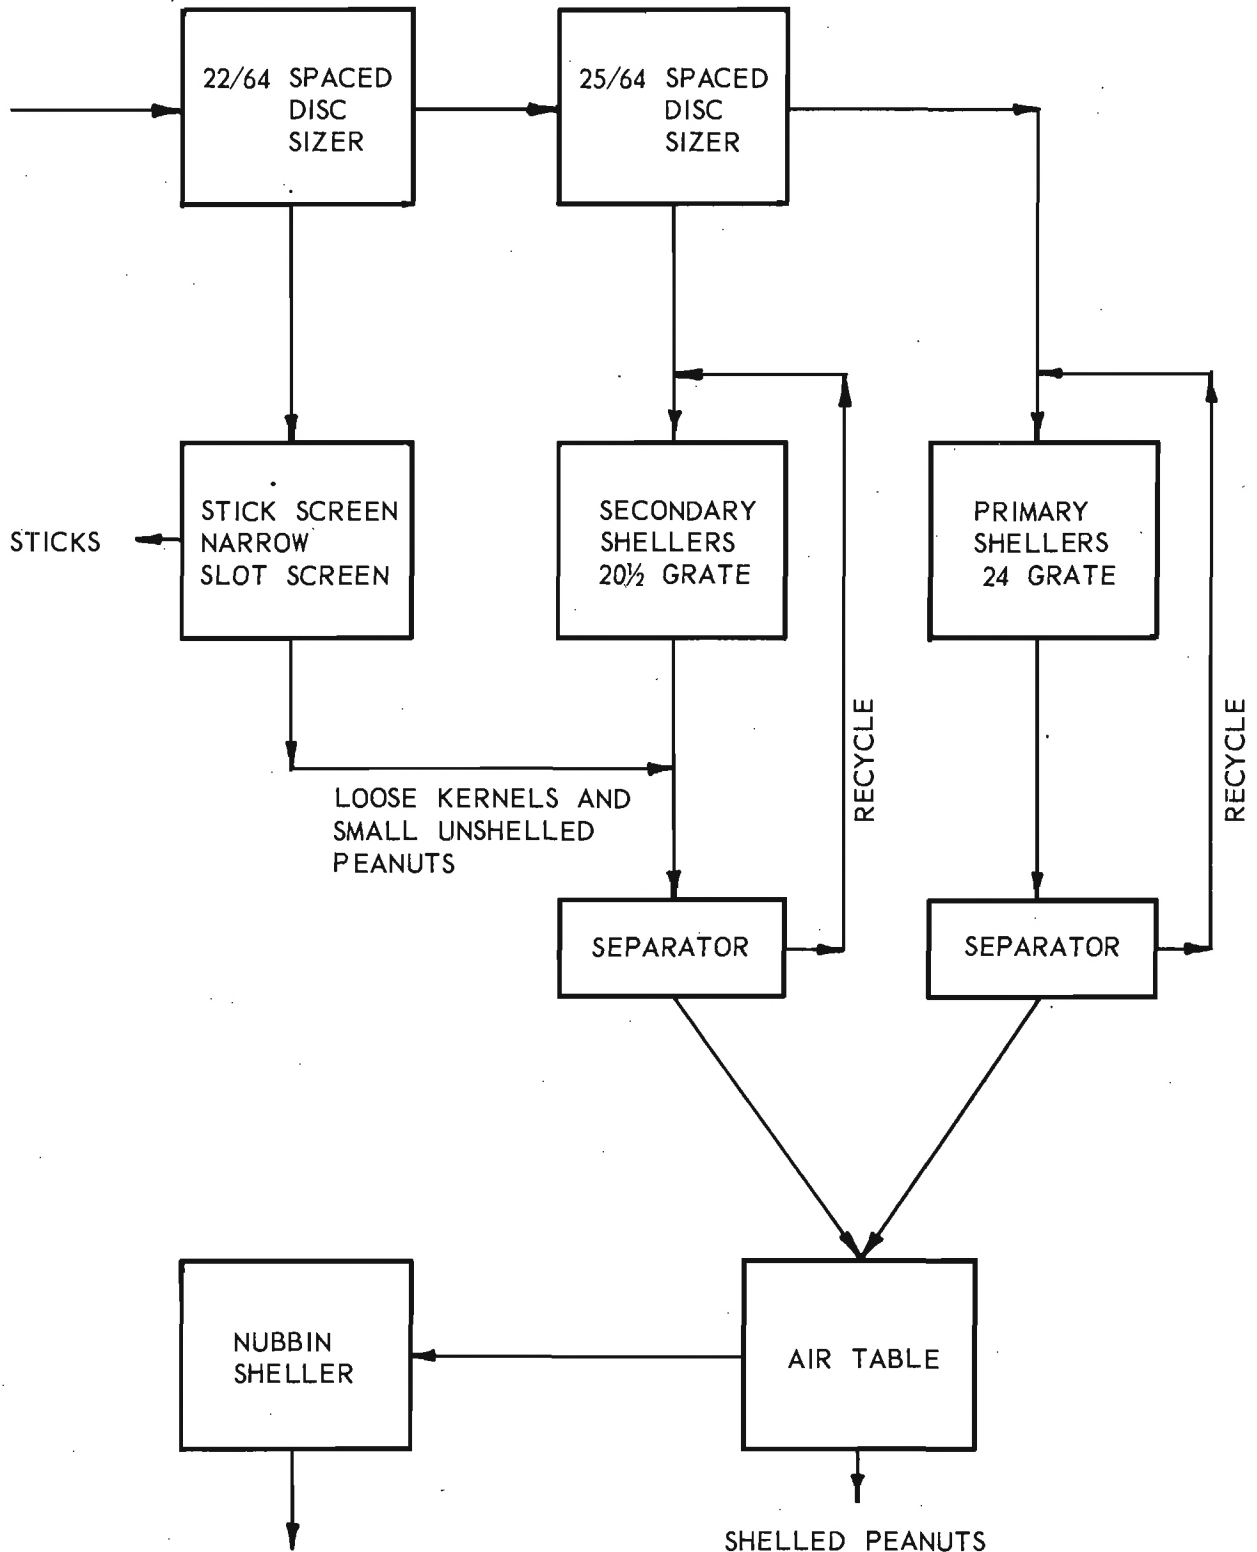 22/64 SPACED
DISC
SIZER
25/64 SPACED
DISC
SIZER
STICKS
STICK SCREEN
NARROW
SLOT SCREEN
SECONDARY
SHELLERS
20½ GRATE
PRIMARY
SHELLERS
24 GRATE
RECYCLE
RECYCLE
LOOSE KERNELS AND
SMALL UNSHELLED
PEANUTS
SEPARATOR
SEPARATOR
NUBBIN
SHELLER
AIR TABLE
SHELLED PEANUTS